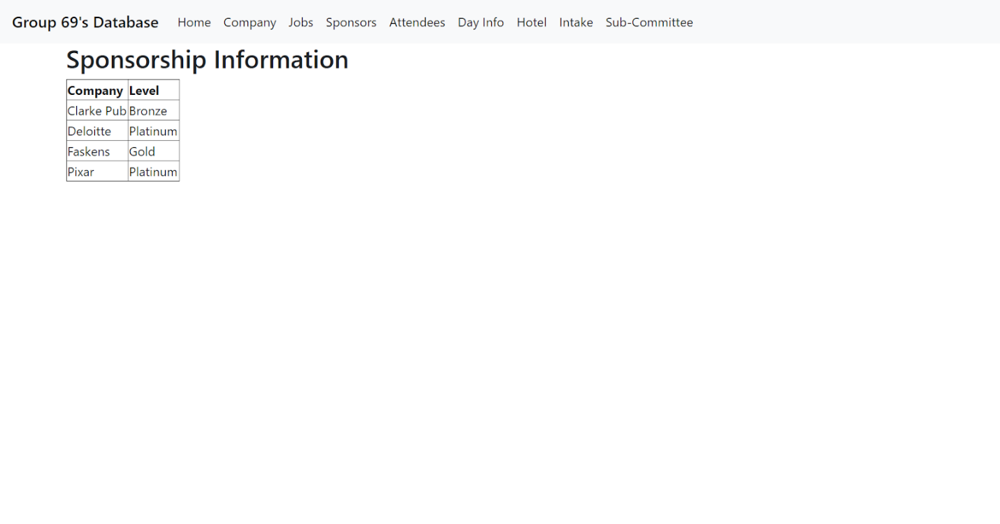 Group 69's Database Home Company Jobs Sponsors Attendees Day Info Hotel Intake Sub-Committee
Sponsorship Information
Company Level
Clarke Pub Bronze
Deloitte Platinum
Faskens Gold
Pixar Platinum